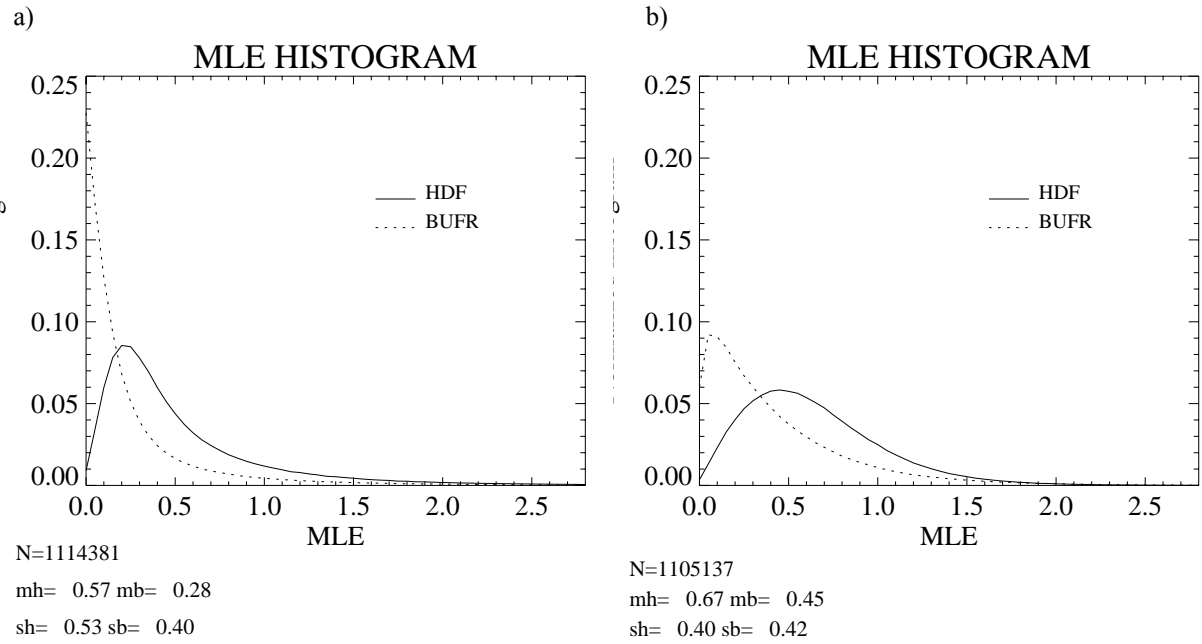 a)
MLE HISTOGRAM
0.25
0.20
0.15
0.10
0.05
0.00
HDF
BUFR
0.0 0.5 1.0 1.5 2.0 2.5
MLE
N=1114381
mh= 0.57 mb= 0.28
sh= 0.53 sb= 0.40
b)
MLE HISTOGRAM
0.25
0.20
0.15
0.10
0.05
0.00
HDF
BUFR
0.0 0.5 1.0 1.5 2.0 2.5
MLE
N=1105137
mh= 0.67 mb= 0.45
sh= 0.40 sb= 0.42